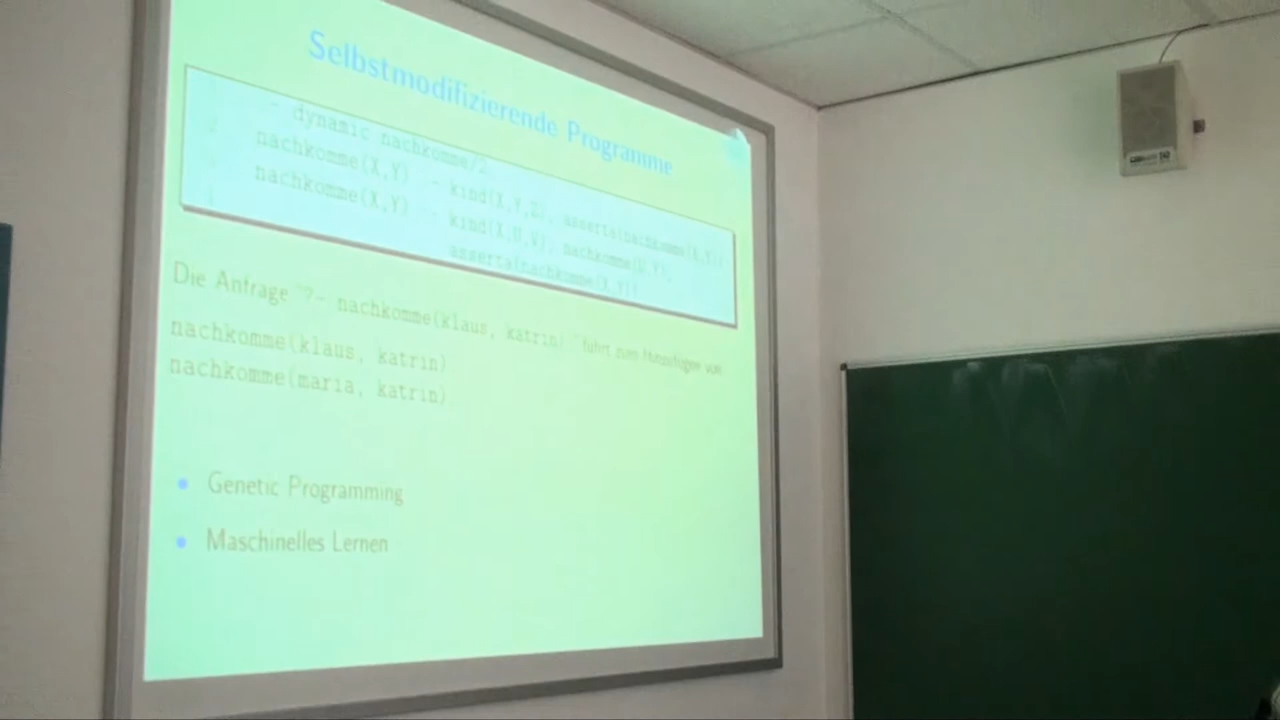 Selbstmodifizierende Programme
:- dynamic nachkomme/2.
nachkomme(X,Y) :- kind(X,Y,Z), asserta(nachkomme(X,Y)).
nachkomme(X,Y) :- kind(X,U,V), nachkomme(U,Y),
asserta(nachkomme(X,Y)).
Die Anfrage "?- nachkomme(klaus, katrin)." führt zum Hinzufügen von
nachkomme(klaus, katrin)
nachkomme(maria, katrin)
• Genetic Programming
• Maschinelles Lernen